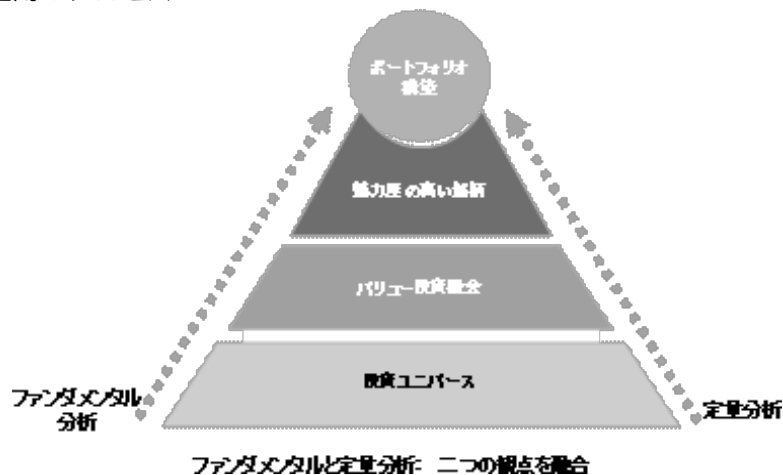 ポートフォリオ
構築
魅力度の高い銘柄
バリュー投資機会
投資ユニバース
ファンダメンタル
分析
定量分析
ファンダメンタルと定量分析: 二つの観点を融合